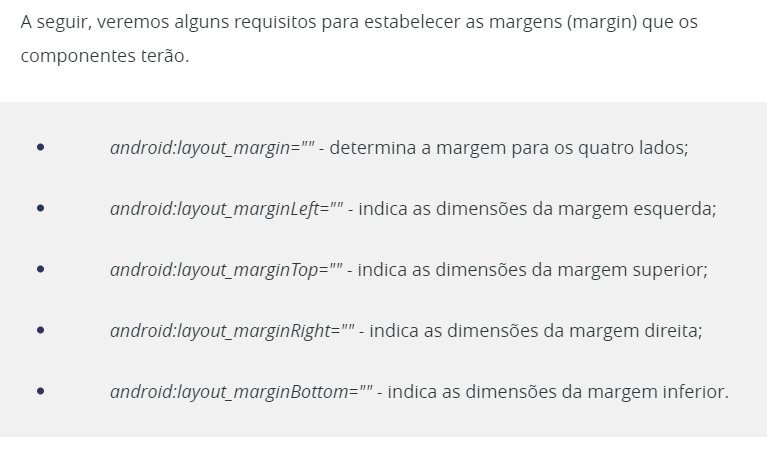 A seguir, veremos alguns requisitos para estabelecer as margens (margin) que os
componentes terão.
• android:layout_margin="" - determina a margem para os quatro lados;
• android:layout_marginLeft="" - indica as dimensões da margem esquerda;
• android:layout_marginTop="" - indica as dimensões da margem superior;
• android:layout_marginRight="" - indica as dimensões da margem direita;
• android:layout_marginBottom="" - indica as dimensões da margem inferior.